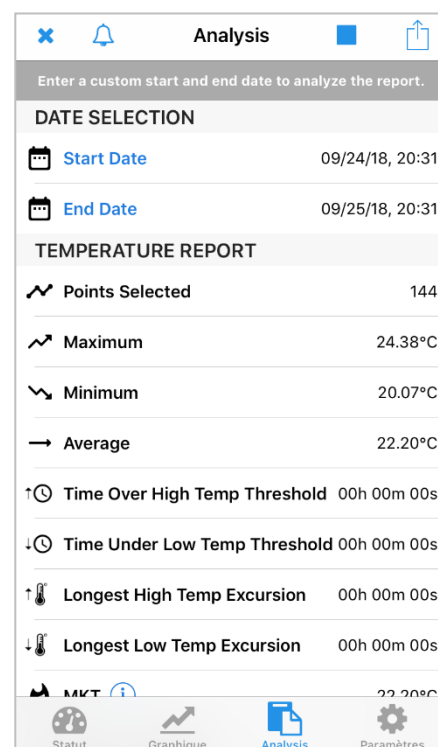 Analysis
Enter a custom start and end date to analyze the report.
DATE SELECTION
Start Date 09/24/18, 20:31
End Date 09/25/18, 20:31
TEMPERATURE REPORT
Points Selected 144
Maximum 24.38°C
Minimum 20.07°C
Average 22.20°C
Time Over High Temp Threshold 00h 00m 00s
Time Under Low Temp Threshold 00h 00m 00s
Longest High Temp Excursion 00h 00m 00s
Longest Low Temp Excursion 00h 00m 00s
MKT i 22.20°C
Statut Graphique Analysis Paramètres